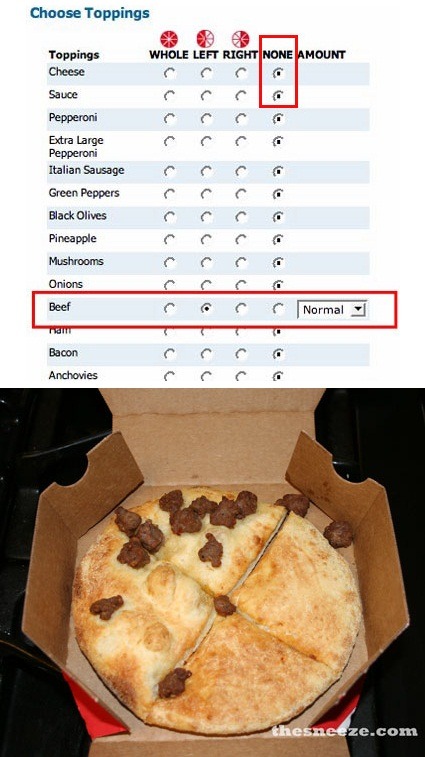 Choose Toppings
Toppings WHOLE LEFT RIGHT NONE AMOUNT
Cheese
Sauce
Pepperoni
Extra Large
Pepperoni
Italian Sausage
Green Peppers
Black Olives
Pineapple
Mushrooms
Onions
Beef Normal
Ham
Bacon
Anchovies
thesneeze.com